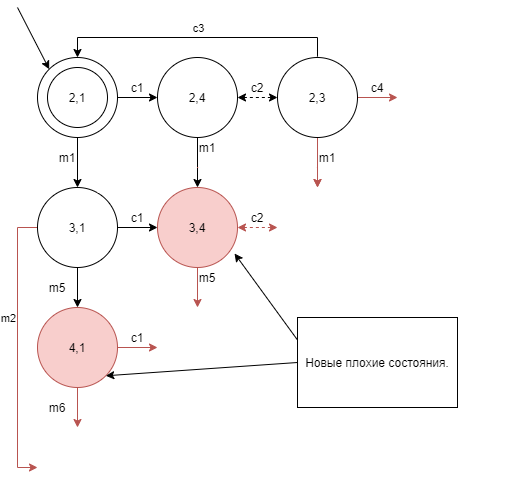 c3
2,1
c1
2,4
c2
2,3
c4
m1
m1
m1
3,1
c1
3,4
c2
m5
m5
m2
4,1
c1
Новые плохие состояния.
m6